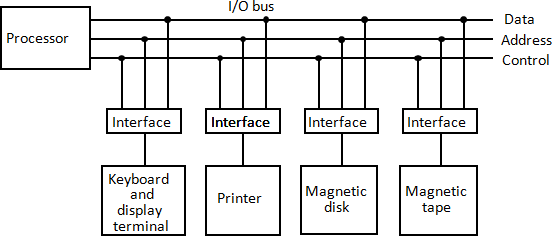 I/O bus
Processor
Data
Address
Control
Interface
Interface
Interface
Interface
Keyboard
and
display
terminal
Printer
Magnetic
disk
Magnetic
tape